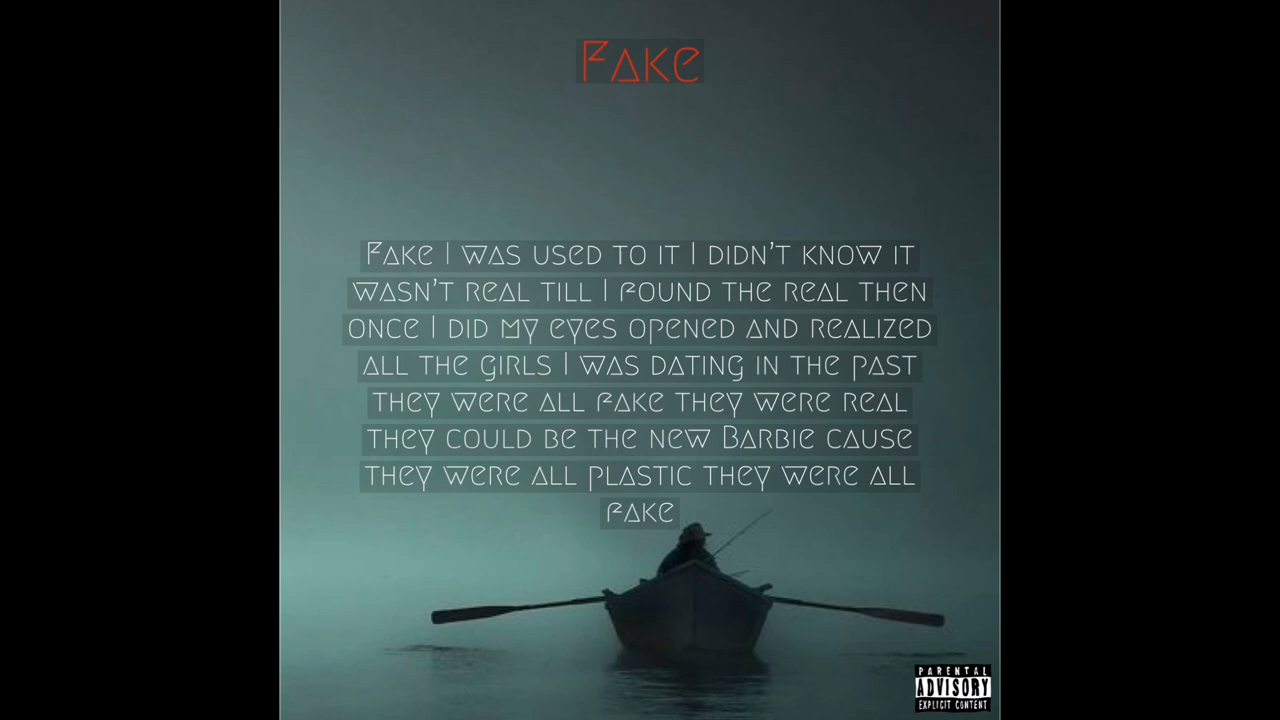 Fake
Fake I was used to it I didn't know it
wasn't real till I found the real then
once I did my eyes opened and realized
all the girls I was dating in the past
they were all fake they were real
they could be the new Barbie cause
they were all plastic they were all
fake
PARENTAL
ADVISORY
EXPLICIT CONTENT